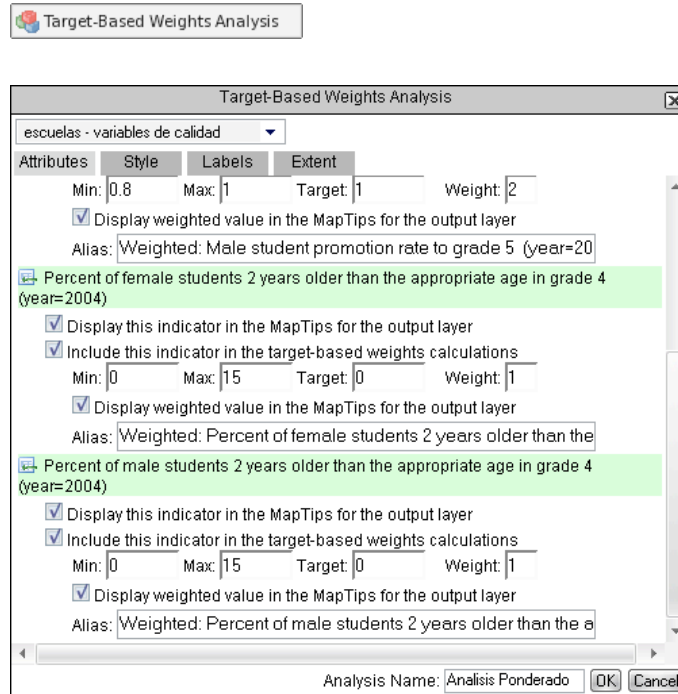 Target-Based Weights Analysis
Target-Based Weights Analysis
escuelas - variables de calidad
Attributes Style Labels Extent
Min: 0.8 Max: 1 Target: 1 Weight: 2
Display weighted value in the MapTips for the output layer
Alias: Weighted: Male student promotion rate to grade 5 (year=20
Percent of female students 2 years older than the appropriate age in grade 4
(year=2004)
Display this indicator in the MapTips for the output layer
Include this indicator in the target-based weights calculations
Min: 0 Max: 15 Target: 0 Weight: 1
Display weighted value in the MapTips for the output layer
Alias: Weighted: Percent of female students 2 years older than the
Percent of male students 2 years older than the appropriate age in grade 4
(year=2004)
Display this indicator in the MapTips for the output layer
Include this indicator in the target-based weights calculations
Min: 0 Max: 15 Target: 0 Weight: 1
Display weighted value in the MapTips for the output layer
Alias: Weighted: Percent of male students 2 years older than the a
Analysis Name: Analisis Ponderado OK Cancel